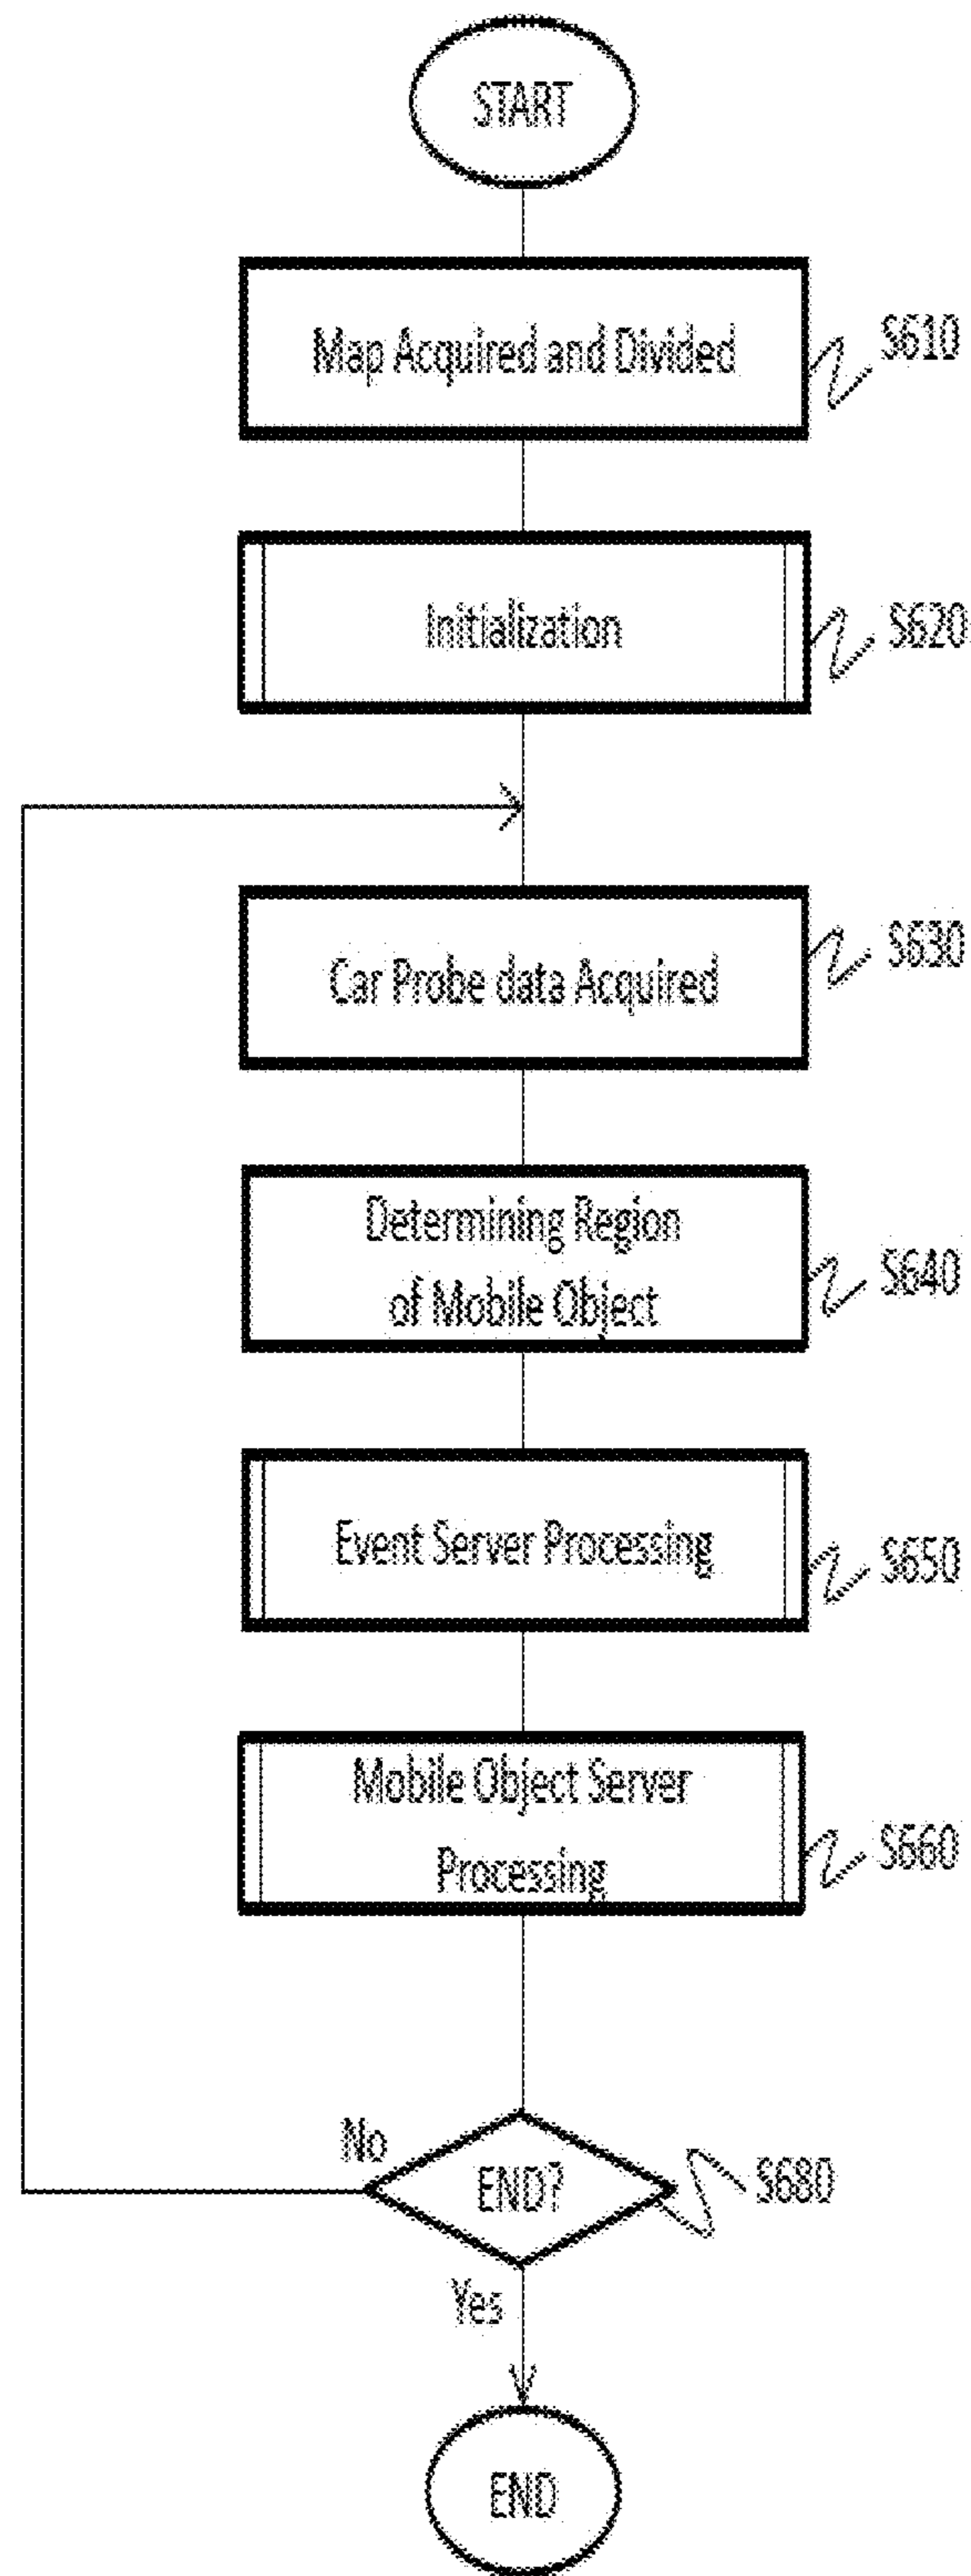 START
Map Acquired and Divided
S610
Initialization
S620
Car Probe data Acquired
S630
Determining Region
of Mobile Object
S640
Event Server Processing
S650
Mobile Object Server
Processing
S660
No
END?
S680
Yes
END